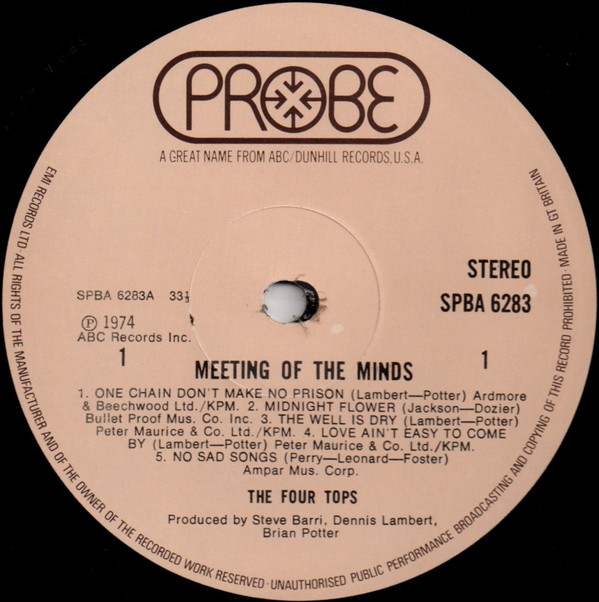 PROBE
A GREAT NAME FROM ABC/DUNHILL RECORDS, U.S.A.
STEREO
SPBA 6283A 33⅓
SPBA 6283
Ⓟ 1974
ABC Records Inc.
1
1
MEETING OF THE MINDS
1. ONE CHAIN DON'T MAKE NO PRISON (Lambert—Potter) Ardmore
& Beechwood Ltd./KPM. 2. MIDNIGHT FLOWER (Jackson—Dozier)
Bullet Proof Mus. Co. Inc. 3. THE WELL IS DRY (Lambert—Potter)
Peter Maurice & Co. Ltd./KPM. 4. LOVE AIN'T EASY TO COME
BY (Lambert—Potter) Peter Maurice & Co. Ltd./KPM.
5. NO SAD SONGS (Perry—Leonard—Foster)
Ampar Mus. Corp.
THE FOUR TOPS
Produced by Steve Barri, Dennis Lambert,
Brian Potter
EMI RECORDS LTD · ALL RIGHTS OF THE MANUFACTURER AND OF THE OWNER OF THE RECORDED WORK RESERVED · UNAUTHORISED PUBLIC PERFORMANCE BROADCASTING AND COPYING OF THIS RECORD PROHIBITED · MADE IN GT BRITAIN